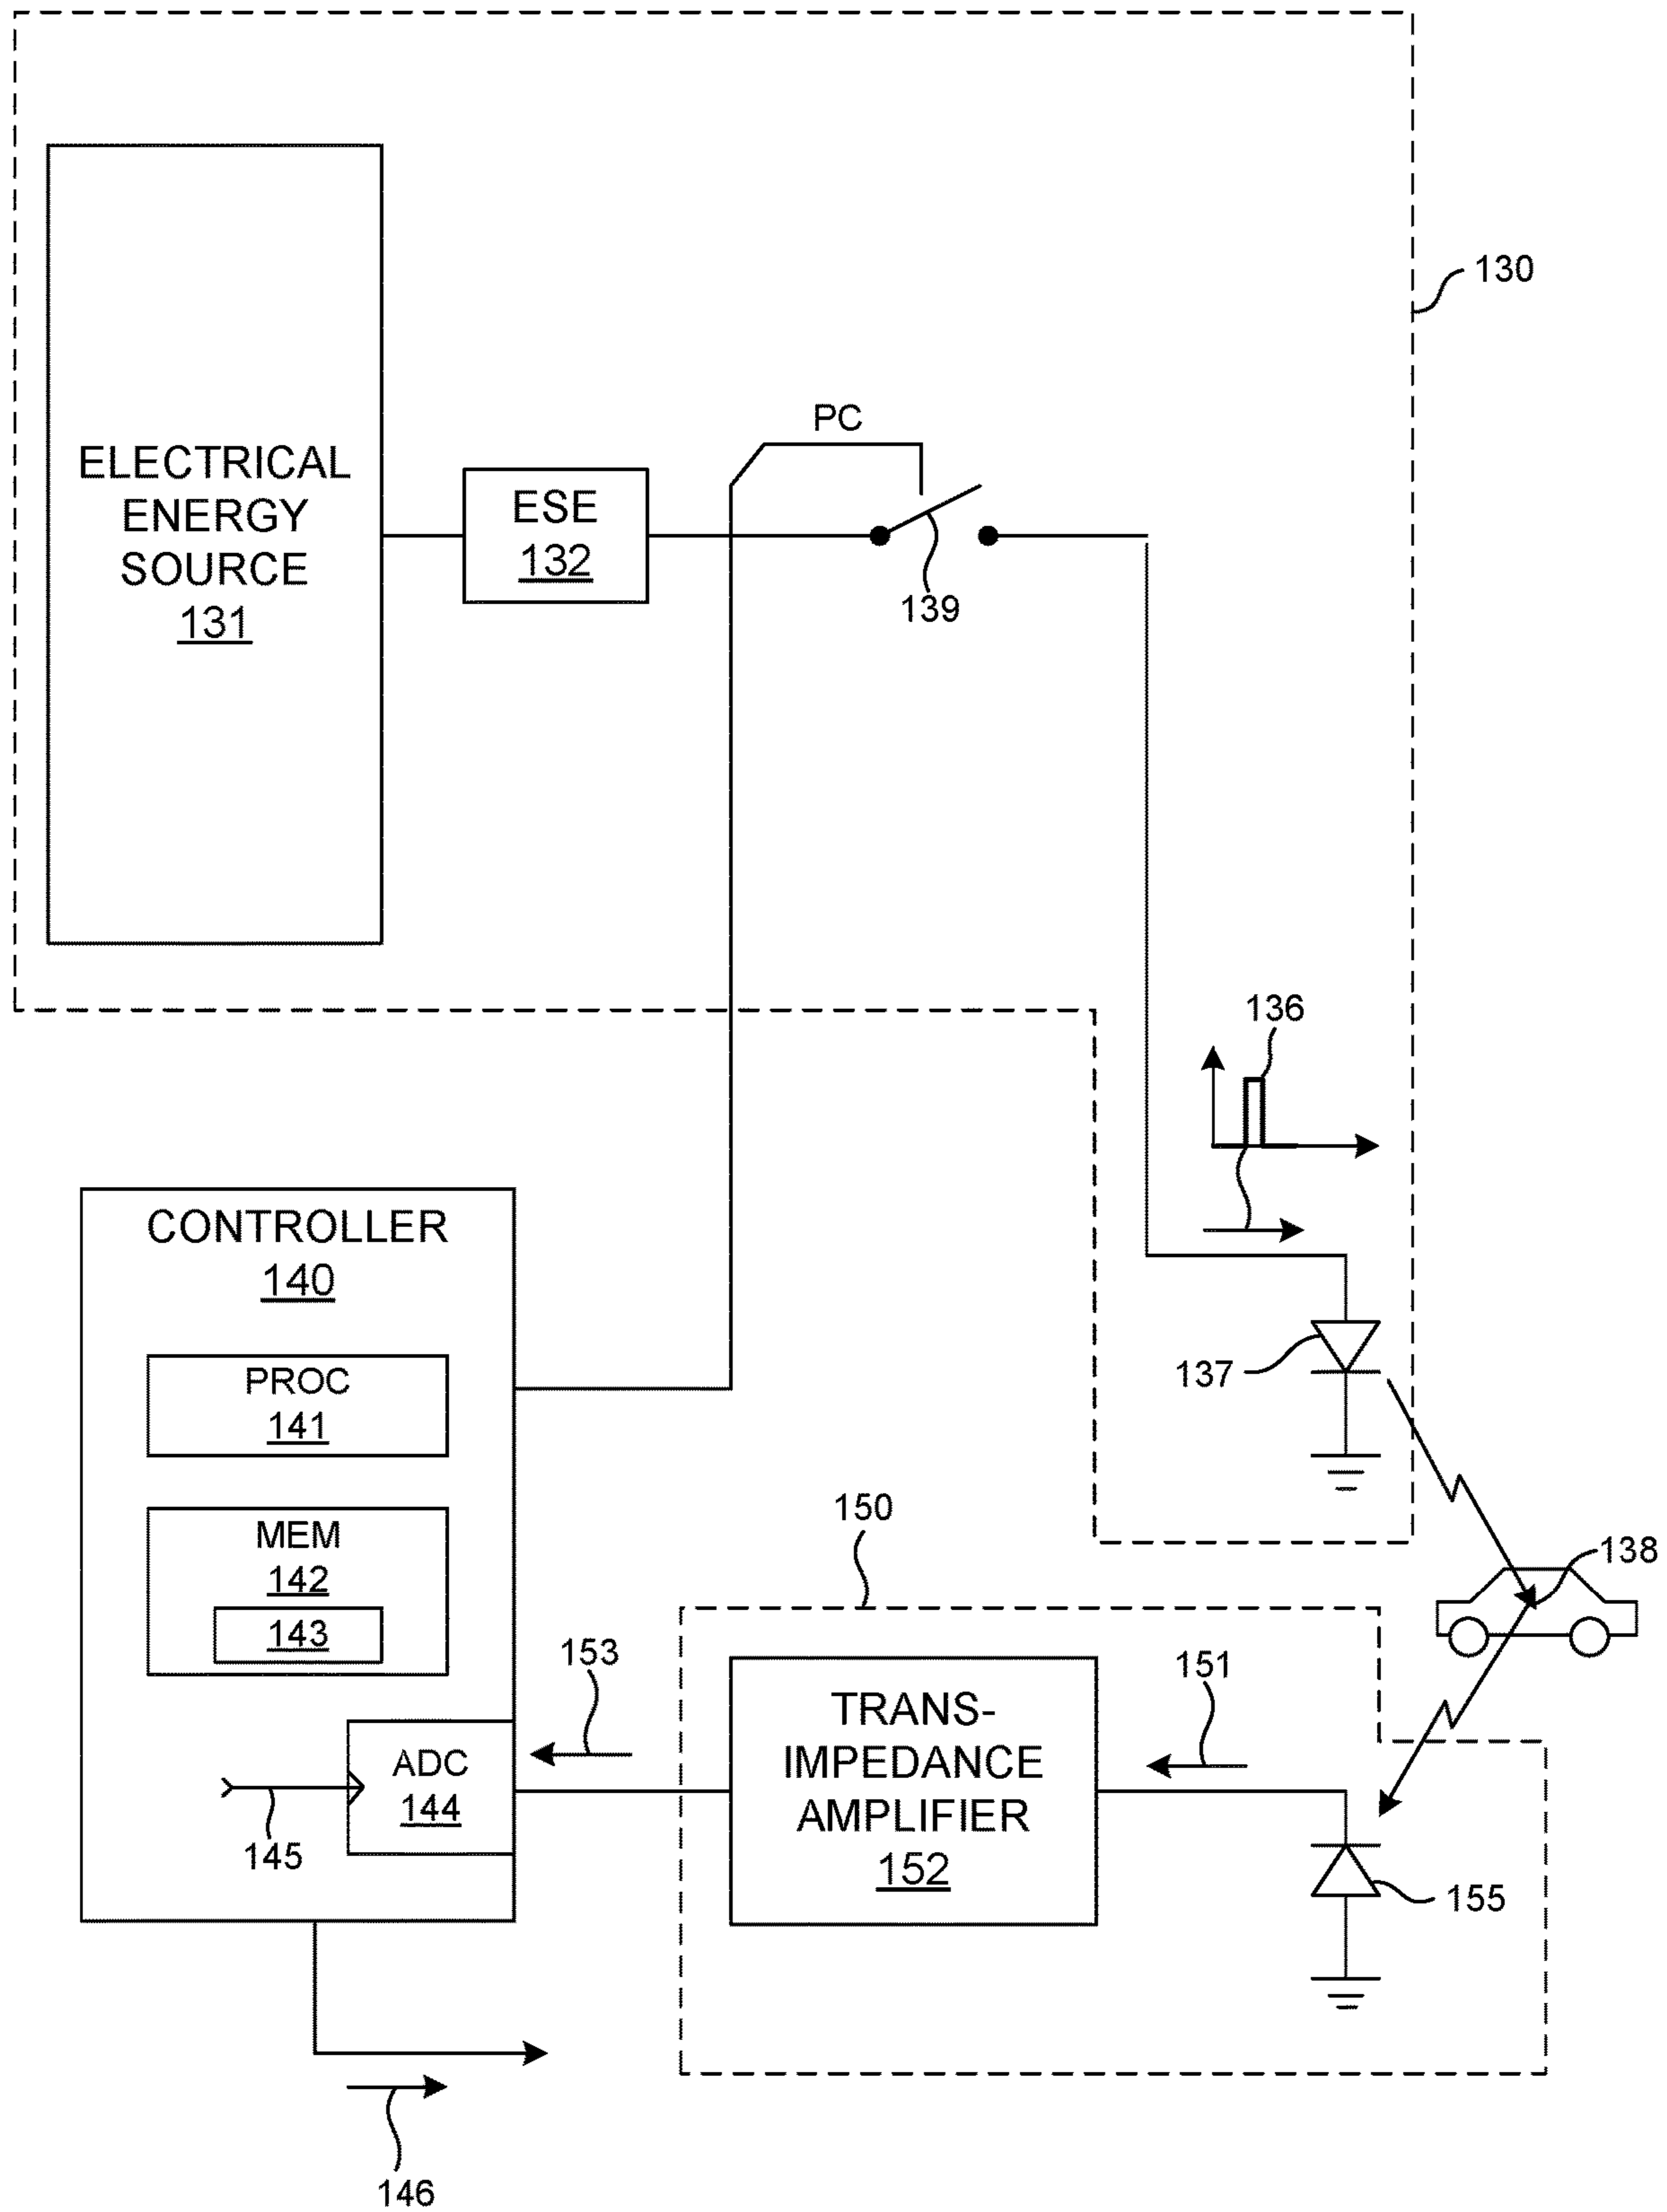 130
PC
ELECTRICAL
ENERGY
SOURCE
131
ESE
132
139
136
CONTROLLER
140
137
PROC
141
150
138
MEM
142
143
153
151
TRANS-
IMPEDANCE
AMPLIFIER
152
ADC
144
145
155
146